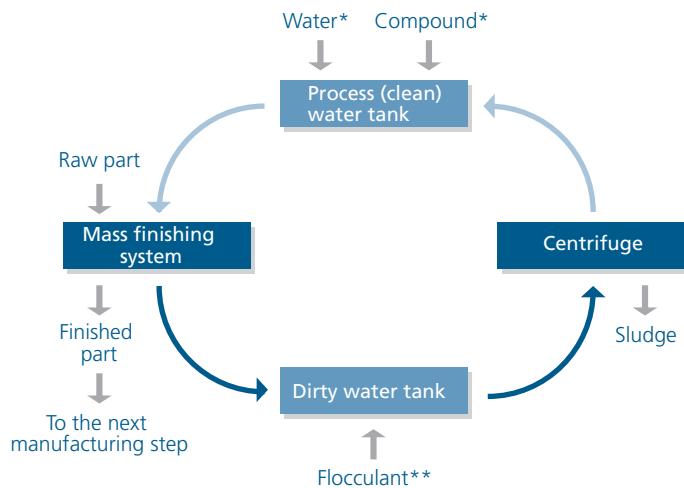 Water* Compound*
Process (clean)
water tank
Raw part
Mass finishing
system
Centrifuge
Finished
part
Sludge
Dirty water tank
To the next
manufacturing step
Flocculant**